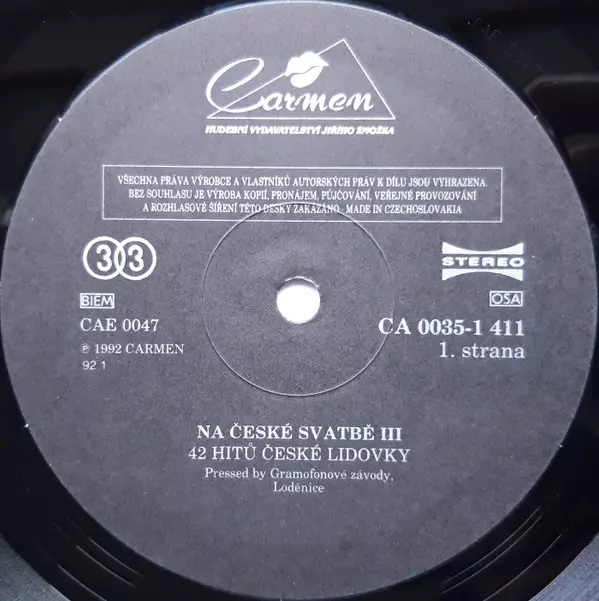 Carmen
HUDEBNÍ VYDAVATELSTVÍ JIŘÍHO ZMOŽKA
VŠECHNA PRÁVA VÝROBCE A VLASTNÍKŮ AUTORSKÝCH PRÁV K DÍLU JSOU VYHRAZENA.
BEZ SOUHLASU JE VÝROBA KOPIÍ, PRONÁJEM, PŮJČOVÁNÍ, VEŘEJNÉ PROVOZOVÁNÍ
A ROZHLASOVÉ ŠÍŘENÍ TÉTO DESKY ZAKÁZÁNO · MADE IN CZECHOSLOVAKIA
33
STEREO
BIEM
OSA
CAE 0047
CA 0035-1 411
℗ 1992 CARMEN
1. strana
92 1
NA ČESKÉ SVATBĚ III
42 HITŮ ČESKÉ LIDOVKY
Pressed by Gramofonové závody,
Loděnice